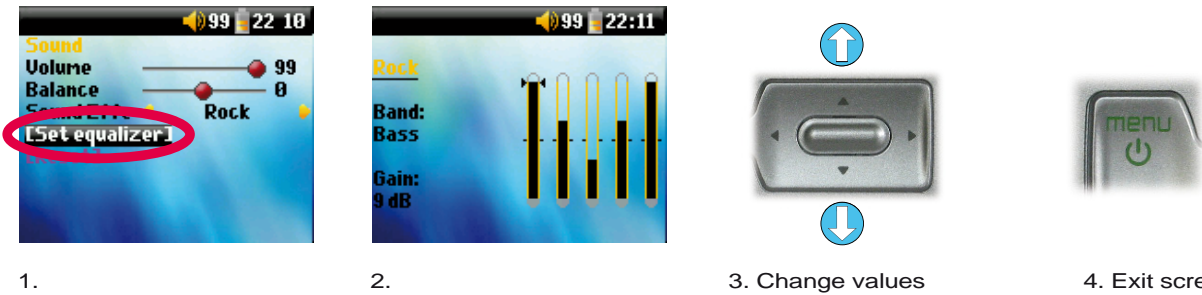 99 22 10
Sound
Volume 99
Balance 0
Rock
[Set equalizer]
99 22:11
Rock
Band:
Bass
Gain:
9 dB
menu
1.
2.
3. Change values
4. Exit scre